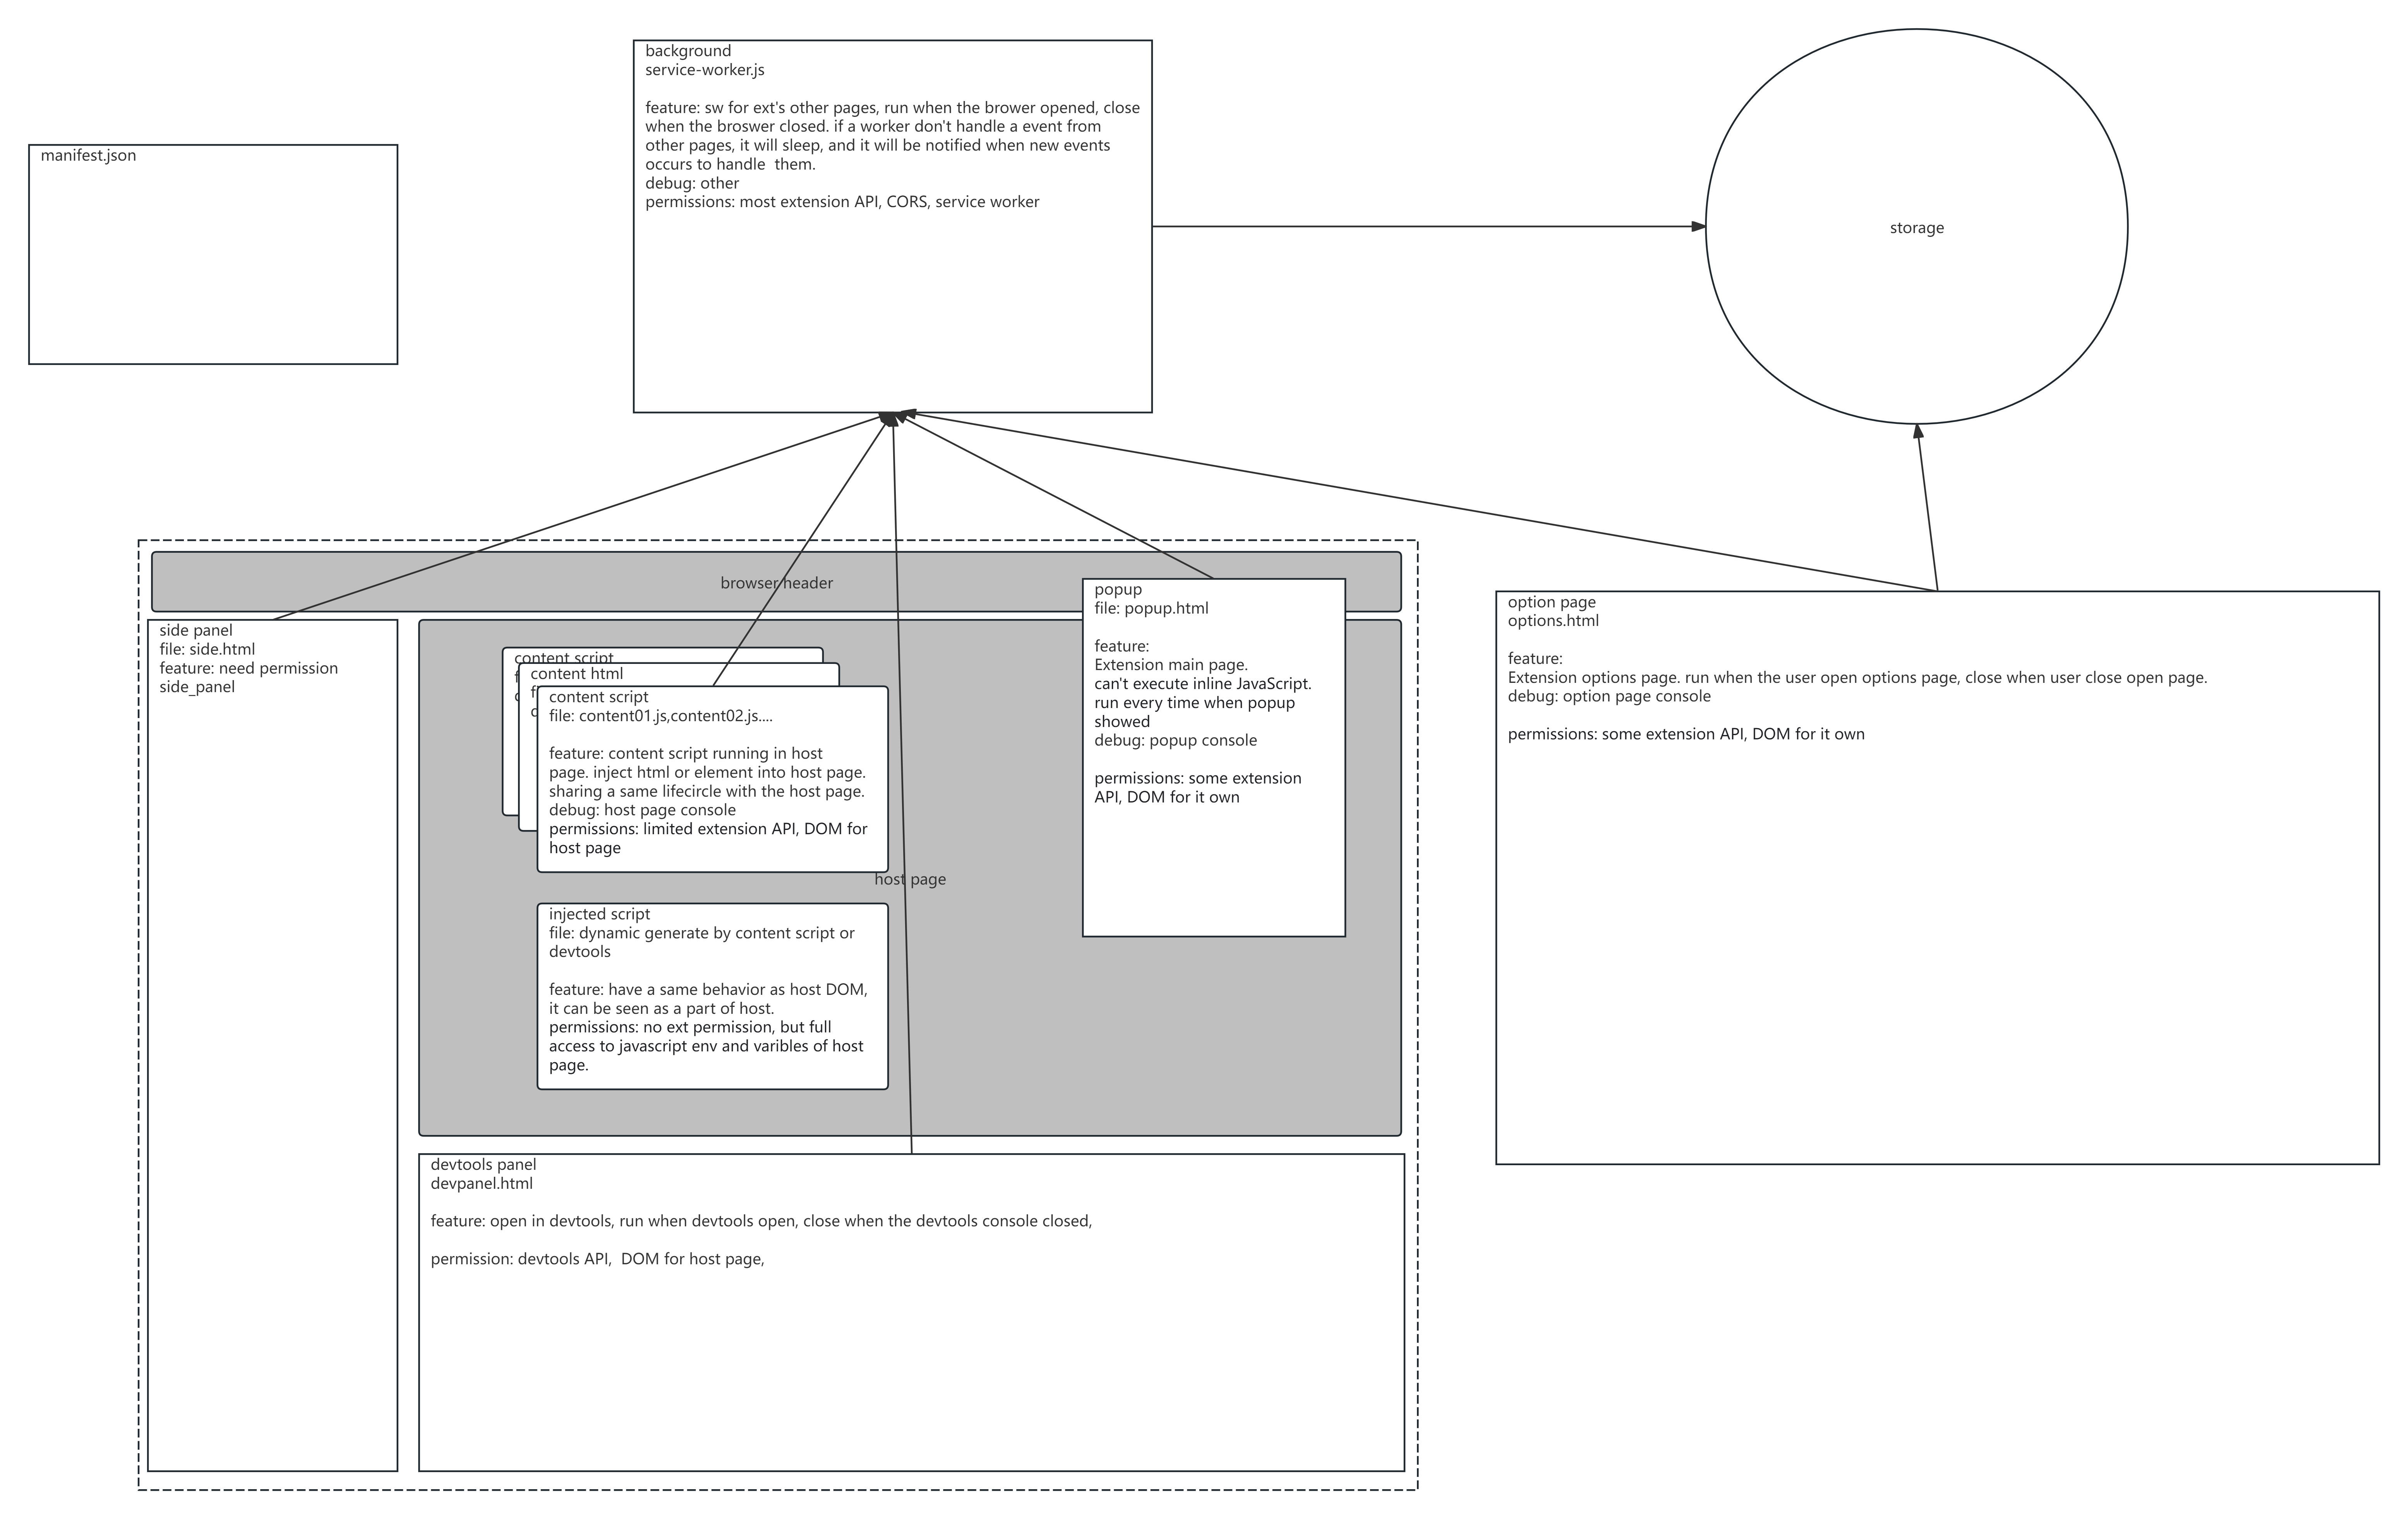 background
service-worker.js
feature: sw for ext's other pages, run when the brower opened, close
when the broswer closed. if a worker don't handle a event from
other pages, it will sleep, and it will be notified when new events
occurs to handle  them.
debug: other
permissions: most extension API, CORS, service worker
manifest.json
storage
browser header
popup
file: popup.html
feature:
Extension main page.
can't execute inline JavaScript.
run every time when popup
showed
debug: popup console
permissions: some extension
API, DOM for it own
option page
options.html
feature:
Extension options page. run when the user open options page, close when user close open page.
debug: option page console
permissions: some extension API, DOM for it own
side panel
file: side.html
feature: need permission
side_panel
content script
content html
content script
file: content01.js,content02.js....
feature: content script running in host
page. inject html or element into host page.
sharing a same lifecircle with the host page.
debug: host page console
permissions: limited extension API, DOM for
host page
host page
injected script
file: dynamic generate by content script or
devtools
feature: have a same behavior as host DOM,
it can be seen as a part of host.
permissions: no ext permission, but full
access to javascript env and varibles of host
page.
devtools panel
devpanel.html
feature: open in devtools, run when devtools open, close when the devtools console closed,
permission: devtools API,  DOM for host page,